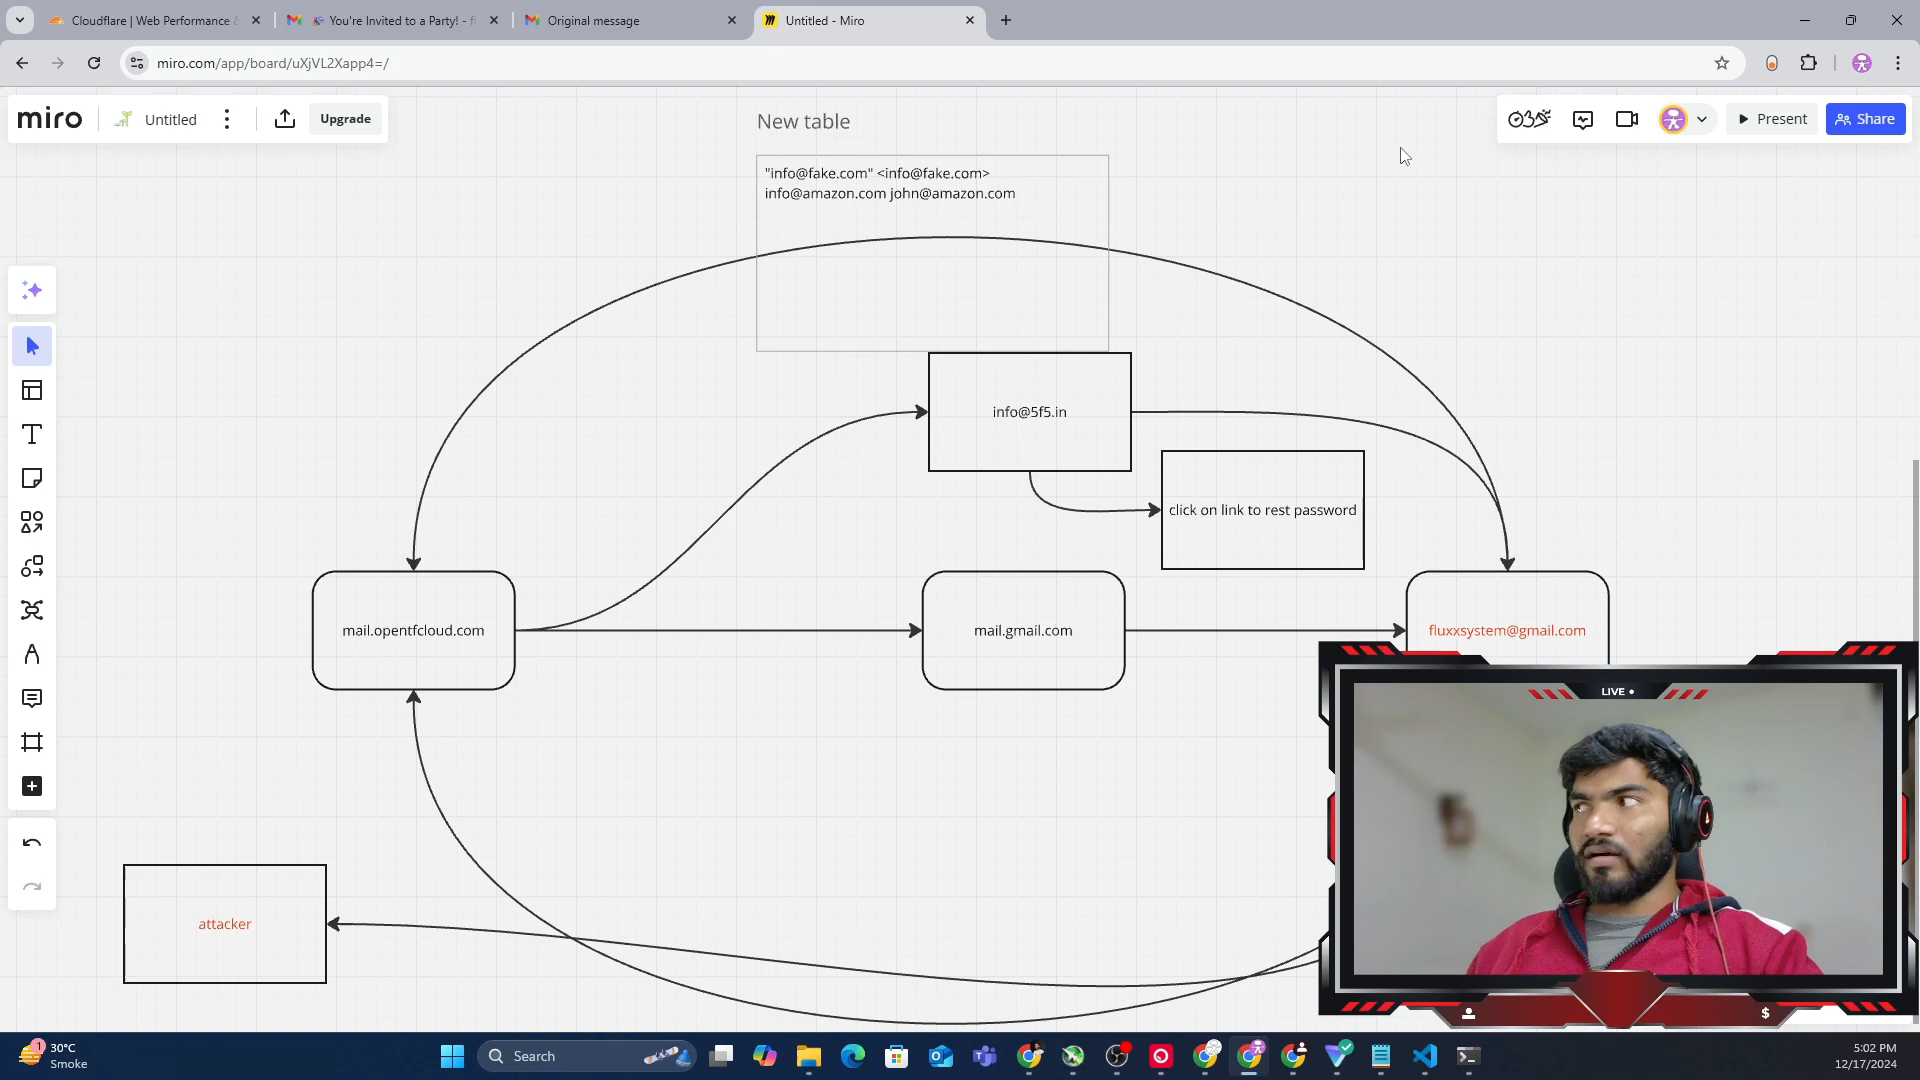 Cloudflare | Web Performance &
You're Invited to a Party! - fl
Original message
Untitled - Miro
miro.com/app/board/uXjVL2Xapp4=/
miro
Untitled
Upgrade
Present
Share
New table
"info@fake.com" <info@fake.com>
info@amazon.com john@amazon.com
info@5f5.in
click on link to rest password
mail.opentfcloud.com
mail.gmail.com
fluxxsystem@gmail.com
LIVE
attacker
$
1
30°C
Smoke
Search
5:02 PM
12/17/2024